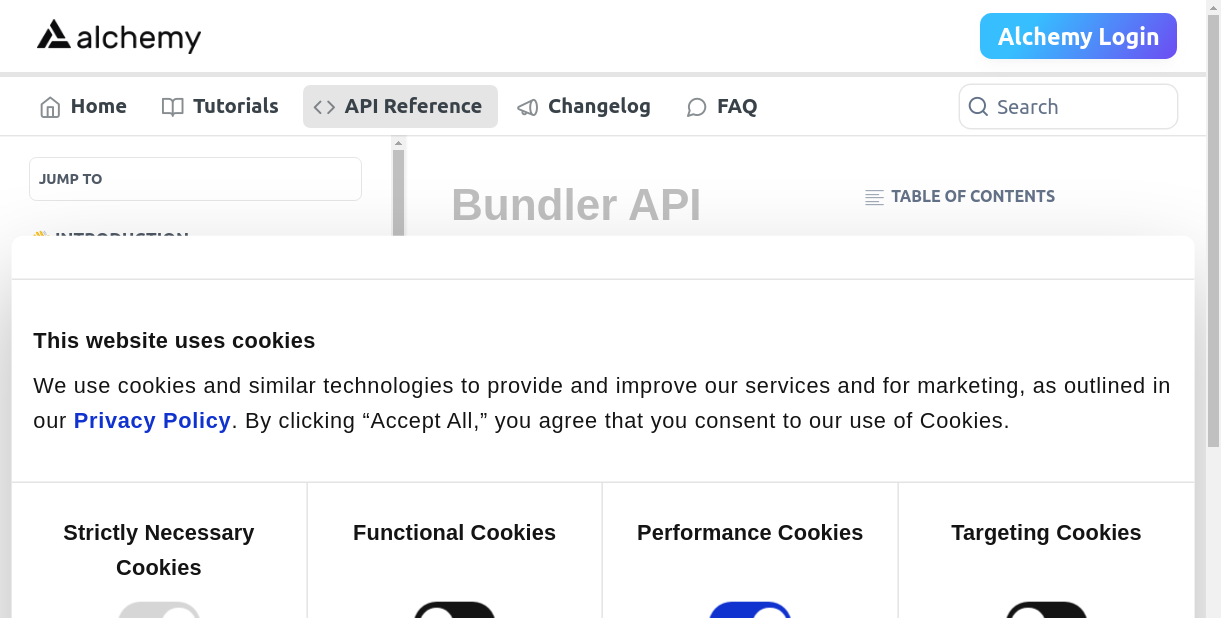 alchemy
Alchemy Login
Home
Tutorials
API Reference
Changelog
FAQ
Search
JUMP TO
Bundler API
TABLE OF CONTENTS
INTRODUCTION
This website uses cookies
We use cookies and similar technologies to provide and improve our services and for marketing, as outlined in
our Privacy Policy. By clicking “Accept All,” you agree that you consent to our use of Cookies.
Strictly Necessary
Cookies
Functional Cookies
Performance Cookies
Targeting Cookies